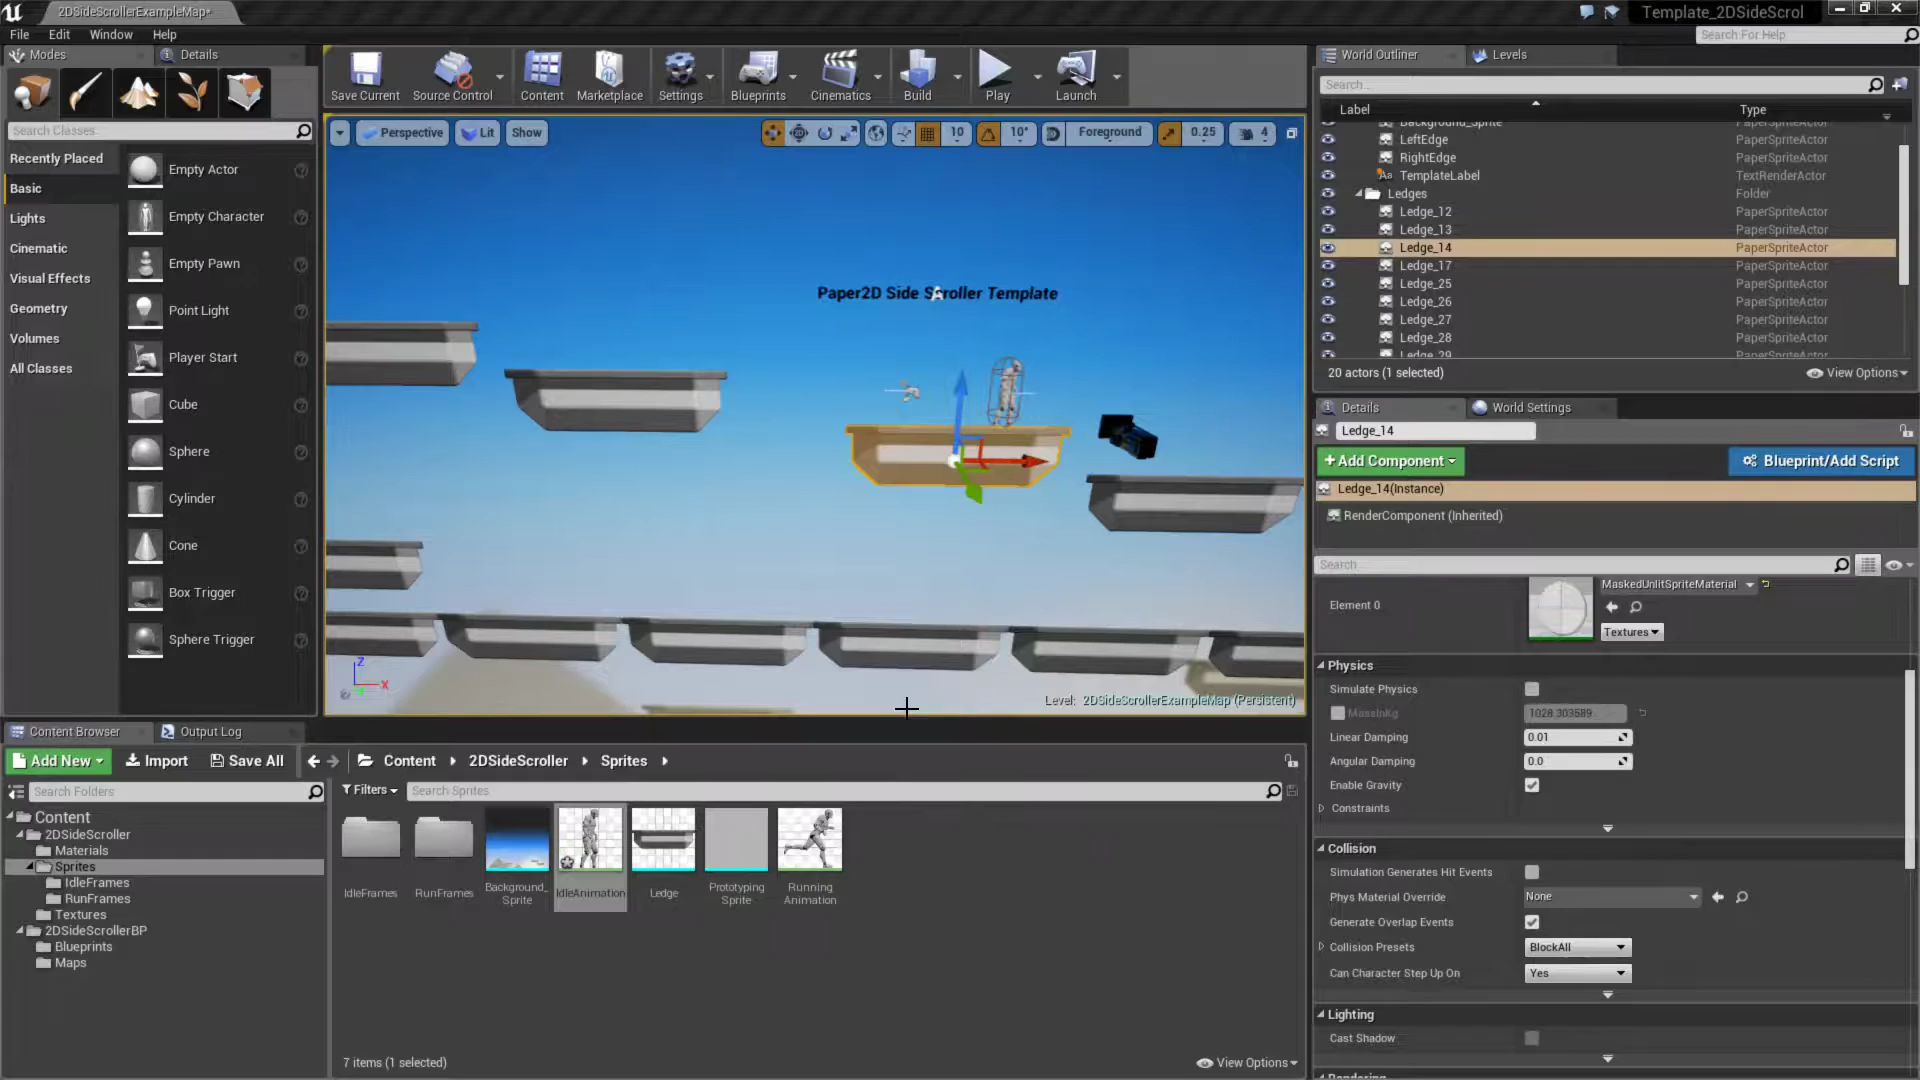 2DSideScrollerExampleMap*
Template_2DSideScrol
File Edit Window Help
Search For Help
Modes
Details
Save Current
Source Control
Content
Marketplace
Settings
Blueprints
Cinematics
Build
Play
Launch
Search Classes
Recently Placed
Basic
Lights
Cinematic
Visual Effects
Geometry
Volumes
All Classes
Empty Actor
Empty Character
Empty Pawn
Point Light
Player Start
Cube
Sphere
Cylinder
Cone
Box Trigger
Sphere Trigger
Perspective
Lit
Show
10
10°
Foreground
0.25
4
Paper2D Side Scroller Template
Z
X
Level: 2DSideScrollerExampleMap (Persistent)
World Outliner
Levels
Search...
Label Type
Background_Sprite PaperSpriteActor
LeftEdge PaperSpriteActor
RightEdge PaperSpriteActor
Aa TemplateLabel TextRenderActor
Ledges Folder
Ledge_12 PaperSpriteActor
Ledge_13 PaperSpriteActor
Ledge_14 PaperSpriteActor
Ledge_17 PaperSpriteActor
Ledge_25 PaperSpriteActor
Ledge_26 PaperSpriteActor
Ledge_27 PaperSpriteActor
Ledge_28 PaperSpriteActor
Ledge_29 PaperSpriteActor
20 actors (1 selected)
View Options
Details
World Settings
Ledge_14
+Add Component
Blueprint/Add Script
Ledge_14(Instance)
RenderComponent (Inherited)
Search
Element 0
MaskedUnlitSpriteMaterial
Textures
Physics
Simulate Physics
MassInKg 1028.303589
Linear Damping 0.01
Angular Damping 0.0
Enable Gravity
Constraints
Collision
Simulation Generates Hit Events
Phys Material Override None
Generate Overlap Events
Collision Presets BlockAll
Can Character Step Up On Yes
Lighting
Cast Shadow
Rendering
Content Browser
Output Log
Add New
Import
Save All
Content
2DSideScroller
Sprites
Search Folders
Filters
Search Sprites
Content
2DSideScroller
Materials
Sprites
IdleFrames
RunFrames
Textures
2DSideScrollerBP
Blueprints
Maps
IdleFrames
RunFrames
Background_
Sprite
IdleAnimation
Ledge
Prototyping
Sprite
Running
Animation
7 items (1 selected)
View Options